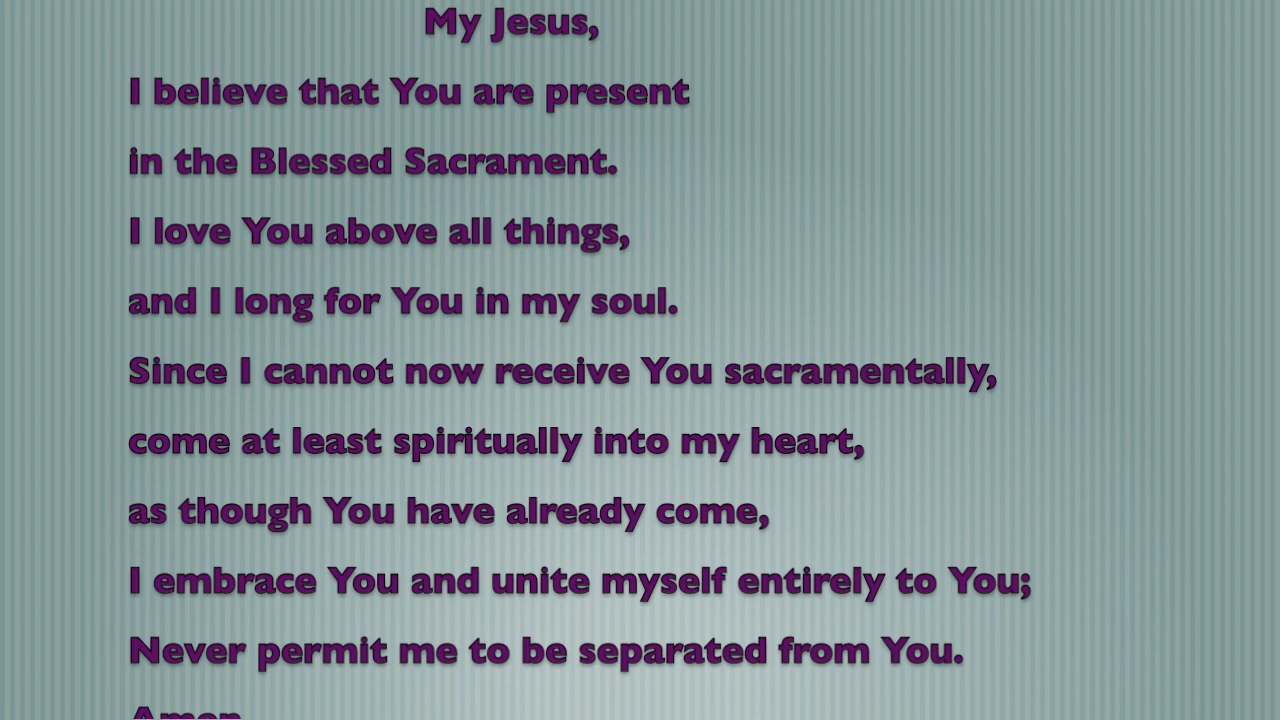 My Jesus,
I believe that You are present
in the Blessed Sacrament.
I love You above all things,
and I long for You in my soul.
Since I cannot now receive You sacramentally,
come at least spiritually into my heart,
as though You have already come,
I embrace You and unite myself entirely to You;
Never permit me to be separated from You.
Amen